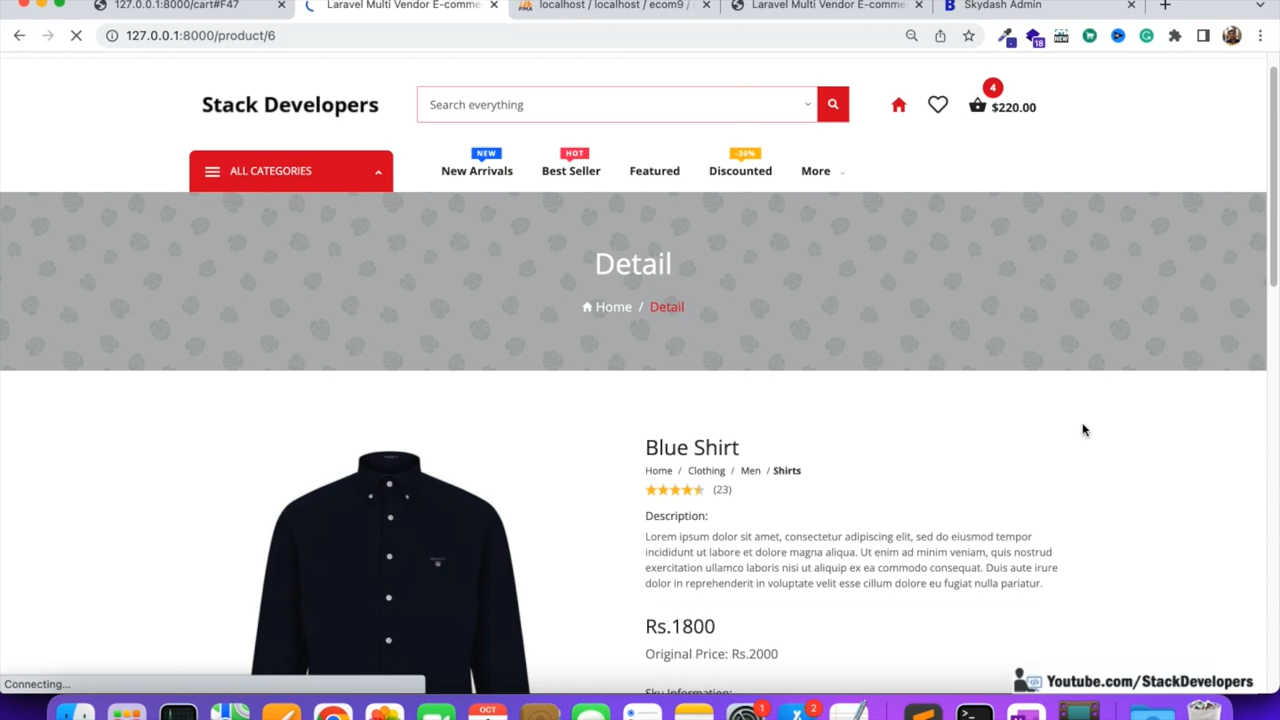 127.0.0.1:8000/cart#F47
Laravel Multi Vendor E-comme
localhost / localhost / ecom9 /
Laravel Multi Vendor E-commer
Skydash Admin
127.0.0.1:8000/product/6
18
NEW
Stack Developers
Search everything
4
$220.00
ALL CATEGORIES
NEW
HOT
-30%
New Arrivals
Best Seller
Featured
Discounted
More
Detail
Home / Detail
Blue Shirt
Home / Clothing / Men / Shirts
(23)
Description:
Lorem ipsum dolor sit amet, consectetur adipiscing elit, sed do eiusmod tempor
incididunt ut labore et dolore magna aliqua. Ut enim ad minim veniam, quis nostrud
exercitation ullamco laboris nisi ut aliquip ex ea commodo consequat. Duis aute irure
dolor in reprehenderit in voluptate velit esse cillum dolore eu fugiat nulla pariatur.
Rs.1800
Original Price: Rs.2000
Sku Information:
Connecting...
Youtube.com/StackDevelopers
OCT
1
2